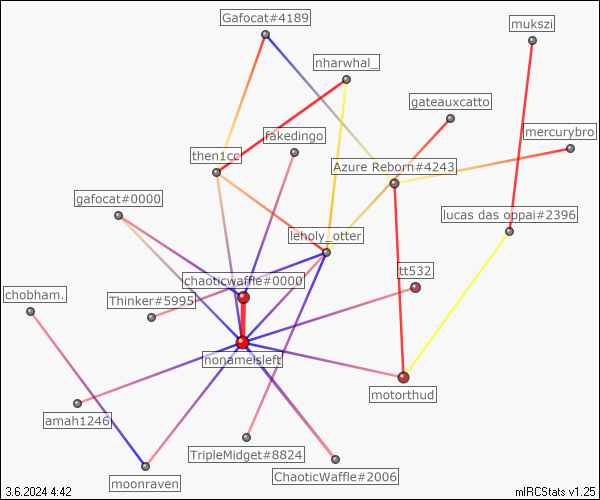 Gafocat#4189
mukszi
nharwhal_
gateauxcatto
mercurybro
fakedingo
then1cc
Azure Reborn#4243
gafocat#0000
lucas das oppai#2396
leholy_otter
tt532
chaoticwaffle#0000
chobham.
Thinker#5995
nonameisleft
motorthud
amah1246
TripleMidget#8824
ChaoticWaffle#2006
moonraven
3.6.2024 4:42
mIRCStats v1.25